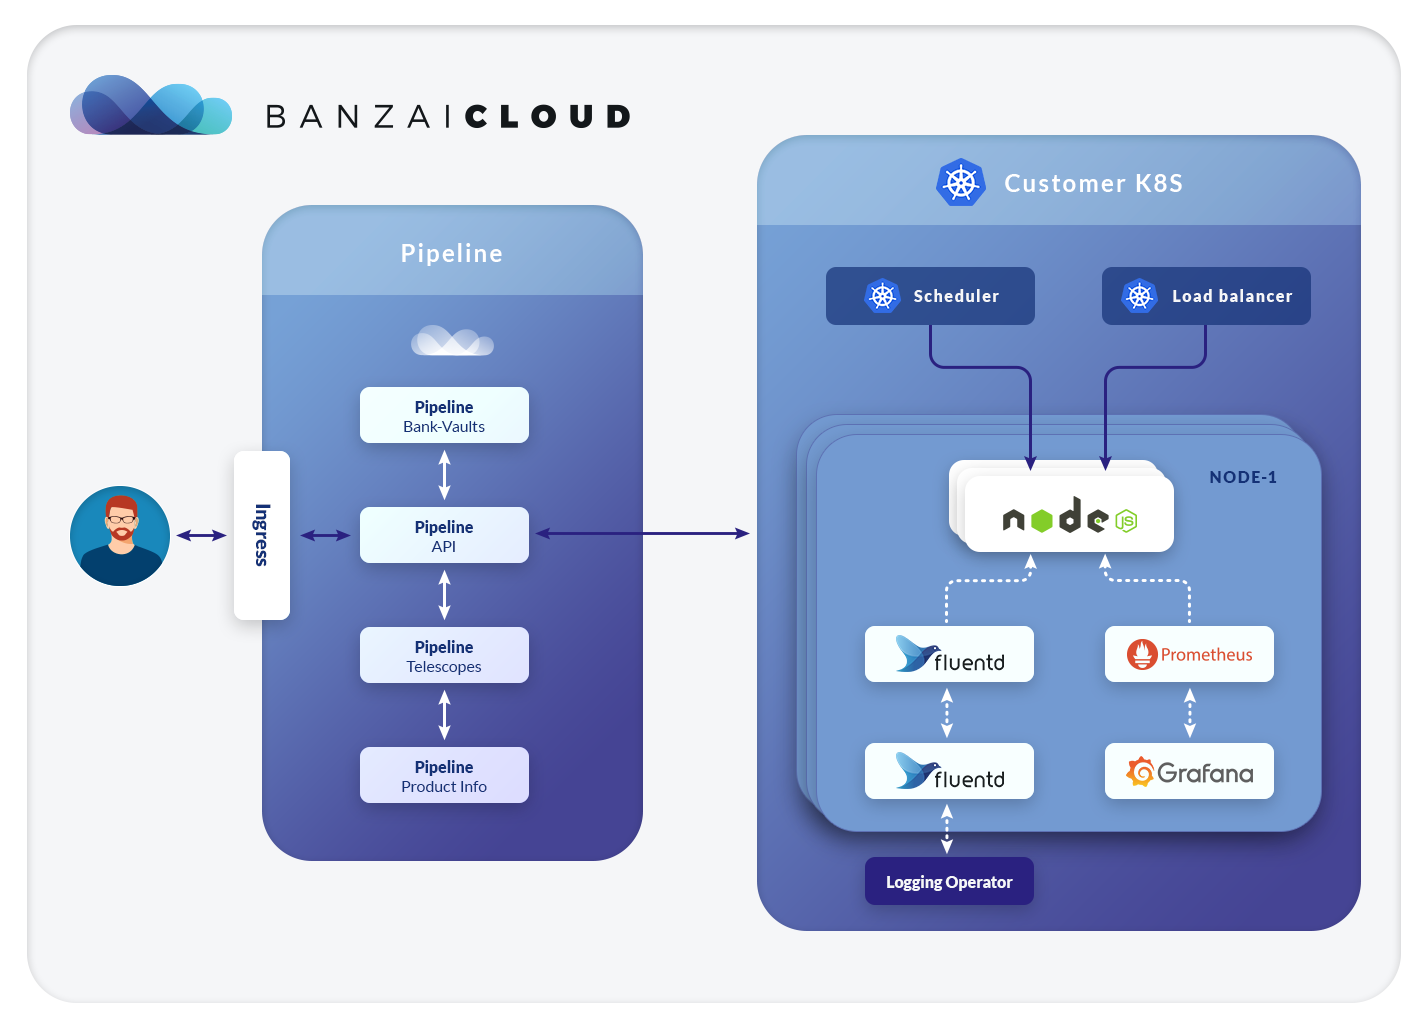 BANZAICLOUD
Pipeline
Pipeline
Bank-Vaults
Ingress
Pipeline
API
Pipeline
Telescopes
Pipeline
Product Info
Customer K8S
Scheduler
Load balancer
NODE-1
node JS
fluentd
Prometheus
fluentd
Grafana
Logging Operator